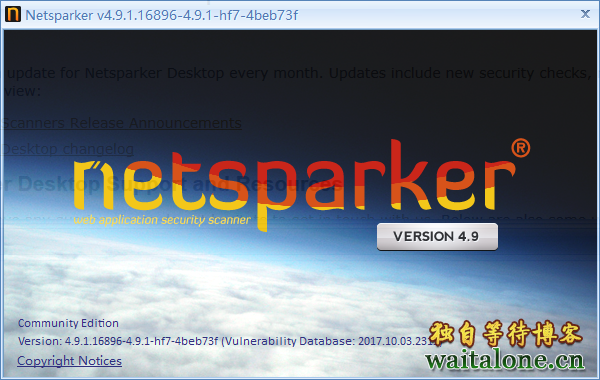 Netsparker v4.9.1.16896-4.9.1-hf7-4beb73f
update for Netsparker Desktop every month. Updates include new security checks,
view:
Scanners Release Announcements
Desktop changelog
netsparker®
er Desktop Support and Resources
web application security scanner
VERSION 4.9
Community Edition
Version: 4.9.1.16896-4.9.1-hf7-4beb73f (Vulnerability Database: 2017.10.03.231
Copyright Notices
独自等待博客
waitalone.cn